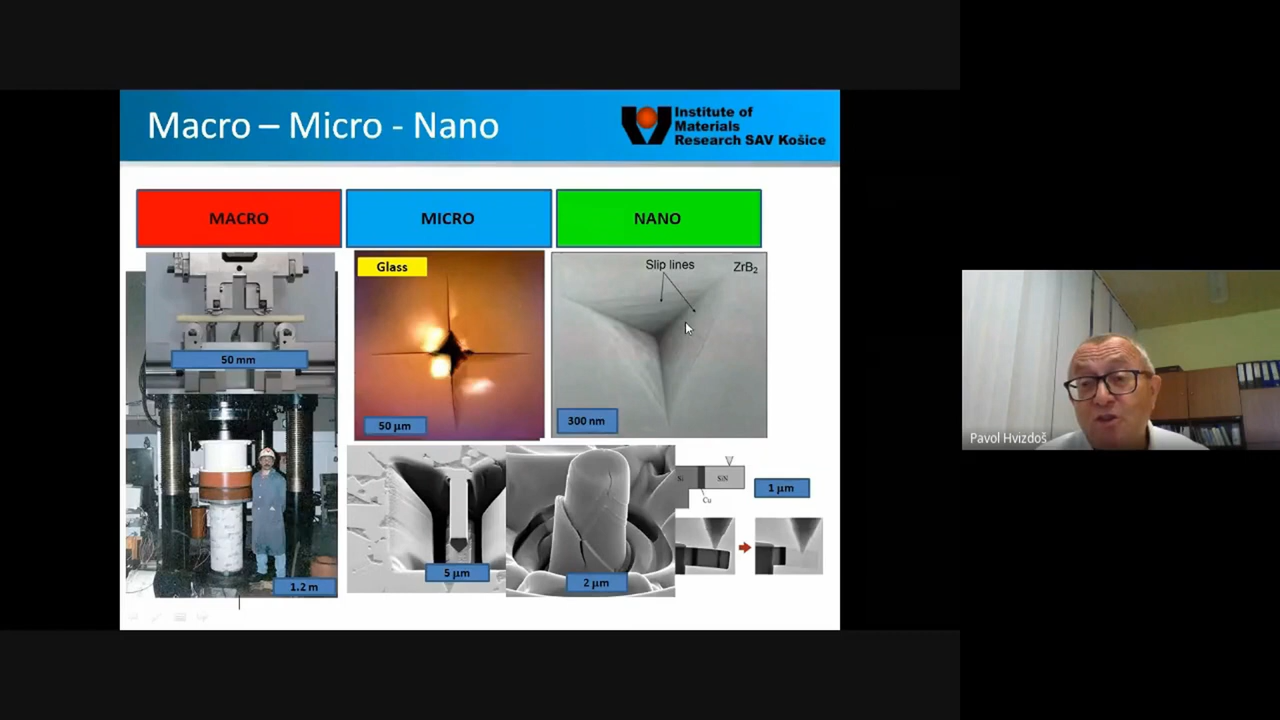 Macro – Micro - Nano
Institute of
Materials
Research SAV Košice
MACRO
MICRO
NANO
Glass
Slip lines
ZrB₂
50 mm
50 µm
300 nm
Si
SiN
Cu
1 µm
5 µm
2 µm
1.2 m
Pavol Hvizdoš